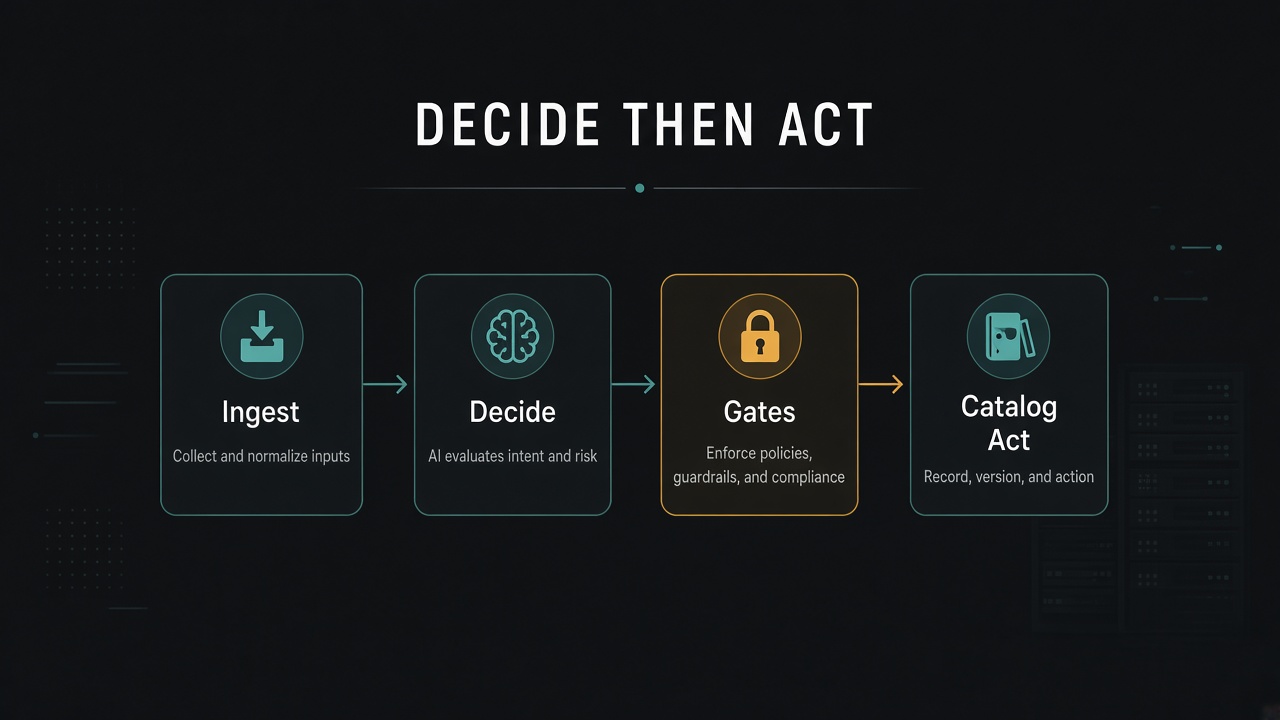 DECIDE THEN ACT
Ingest
Collect and normalize inputs
Decide
AI evaluates intent and risk
Gates
Enforce policies,
guardrails, and compliance
Catalog
Act
Record, version, and action